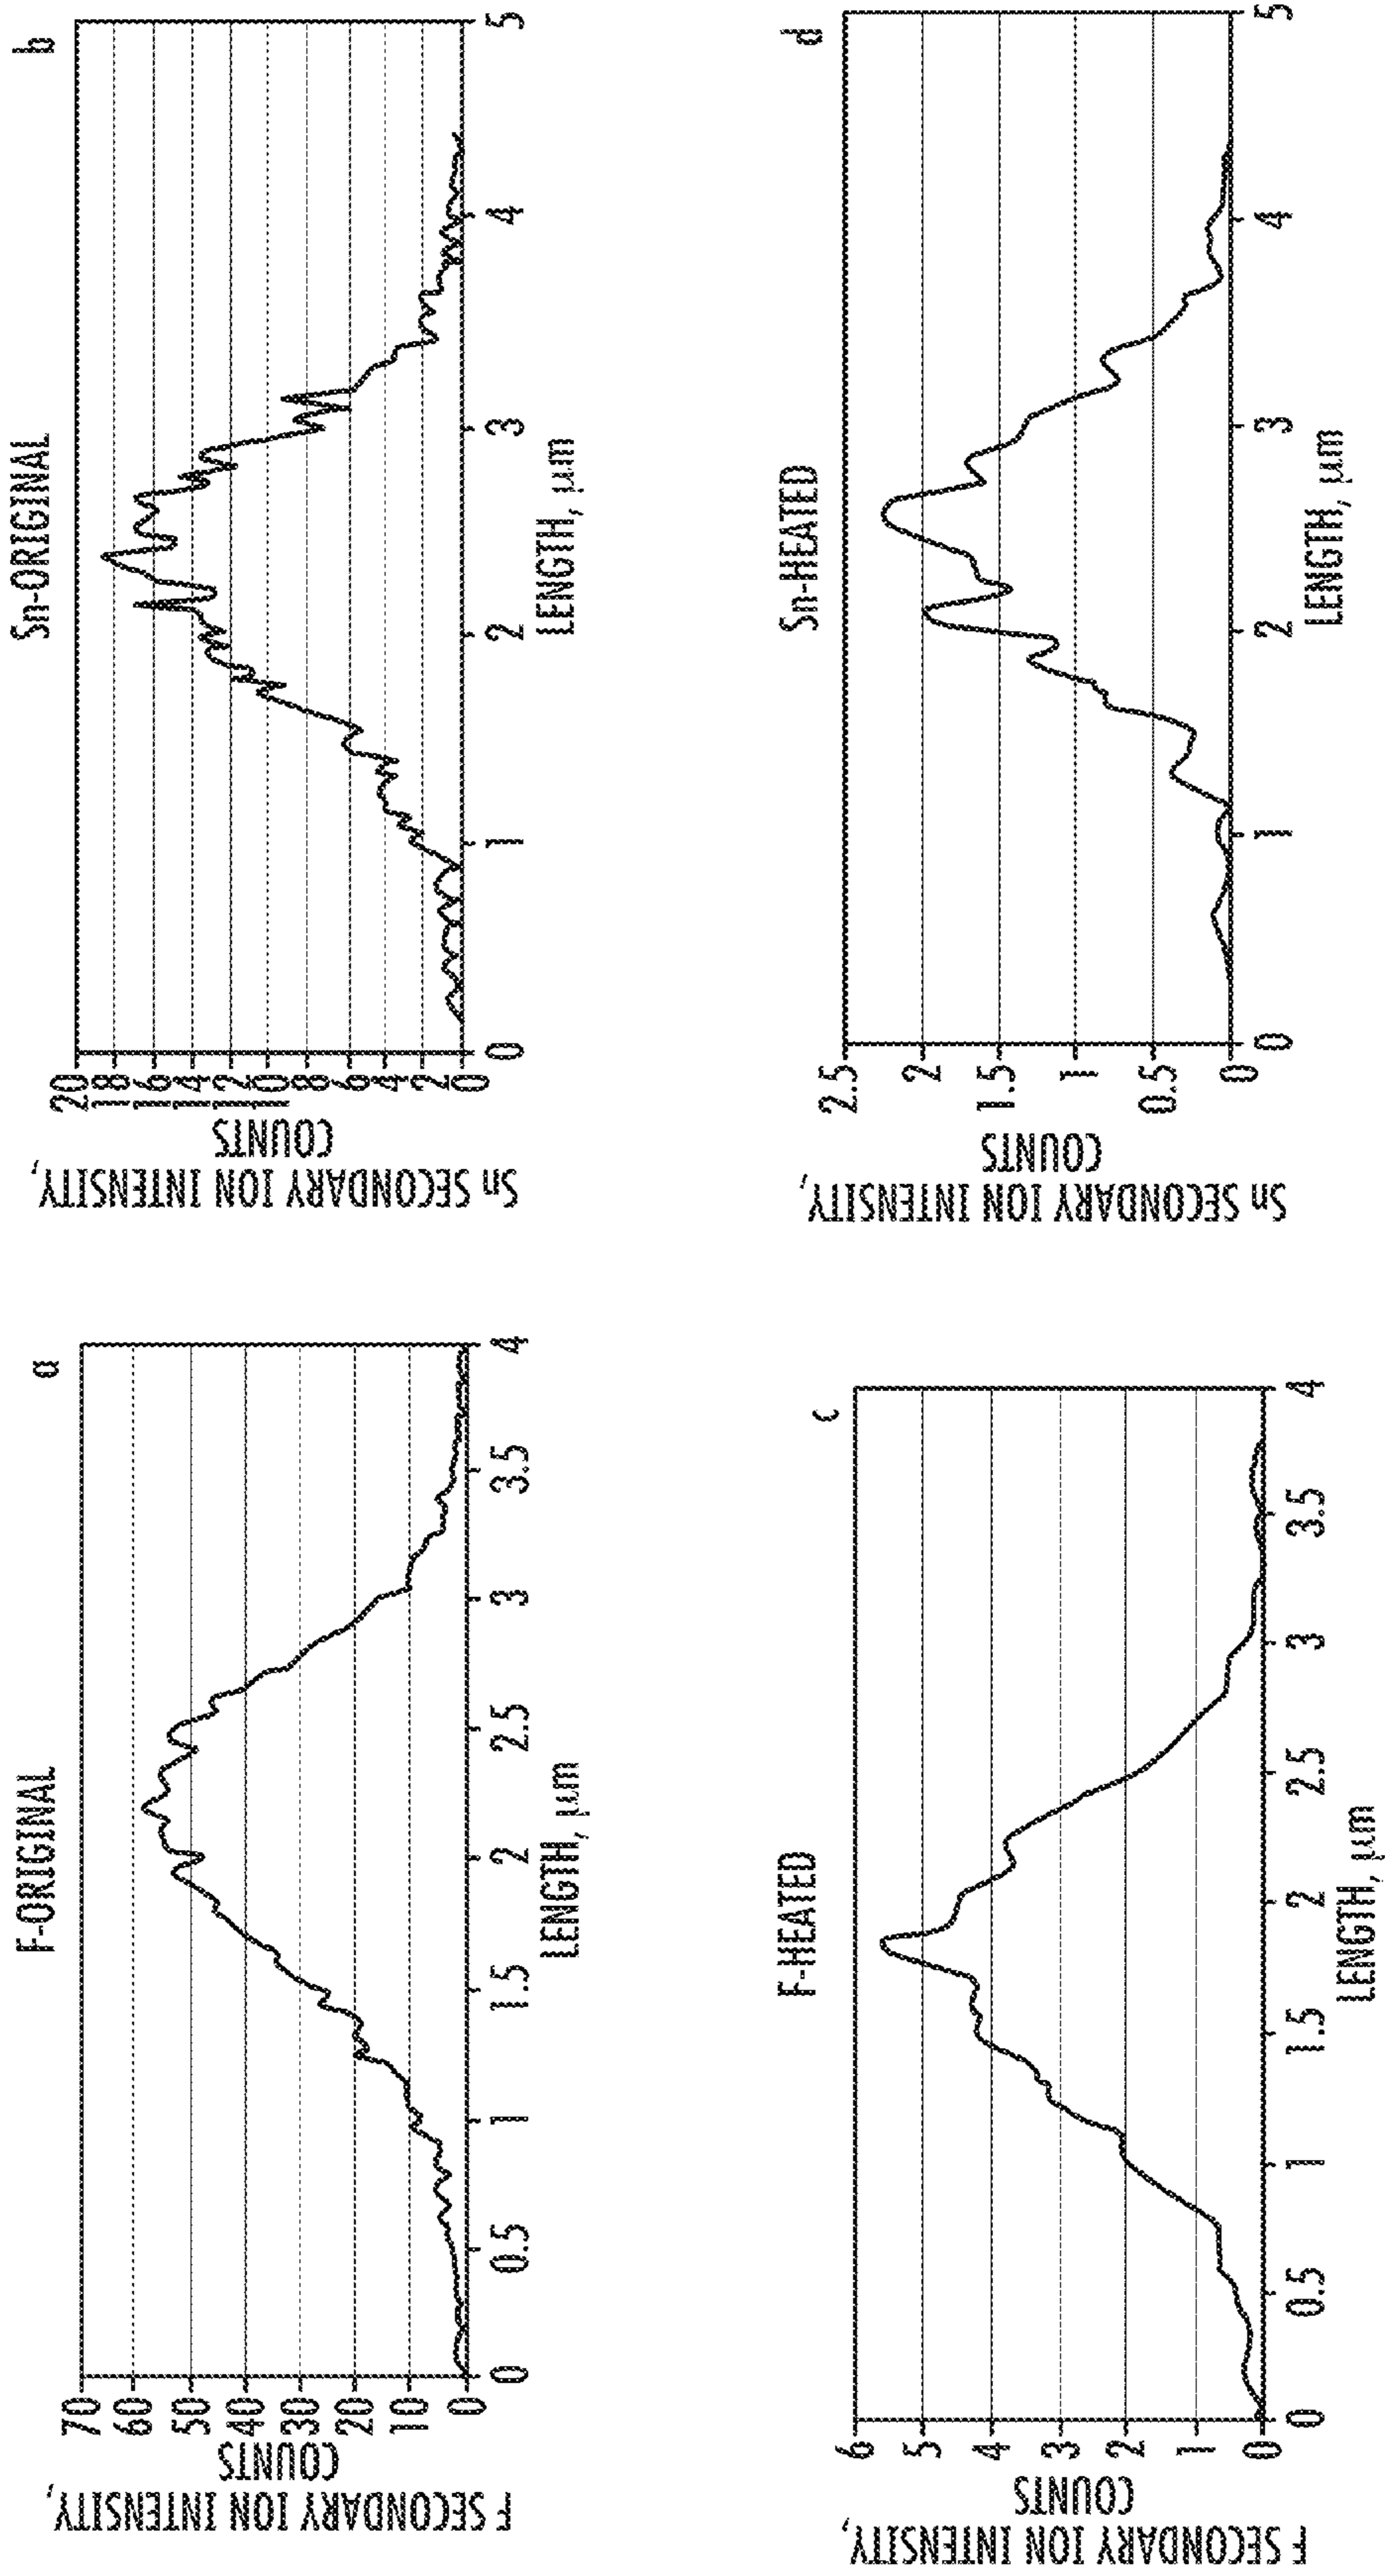 F-ORIGINAL
a
F SECONDARY ION INTENSITY,
COUNTS
70
60
50
40
30
20
10
0
0 0.5 1 1.5 2 2.5 3 3.5 4
LENGTH, μm
Sn-ORIGINAL
b
Sn SECONDARY ION INTENSITY,
COUNTS
20
18
16
14
12
10
8
6
4
2
0
0 1 2 3 4 5
LENGTH, μm
F-HEATED
c
F SECONDARY ION INTENSITY,
COUNTS
6
5
4
3
2
1
0
0 0.5 1 1.5 2 2.5 3 3.5 4
LENGTH, μm
Sn-HEATED
d
Sn SECONDARY ION INTENSITY,
COUNTS
2.5
2
1.5
1
0.5
0
0 1 2 3 4 5
LENGTH, μm